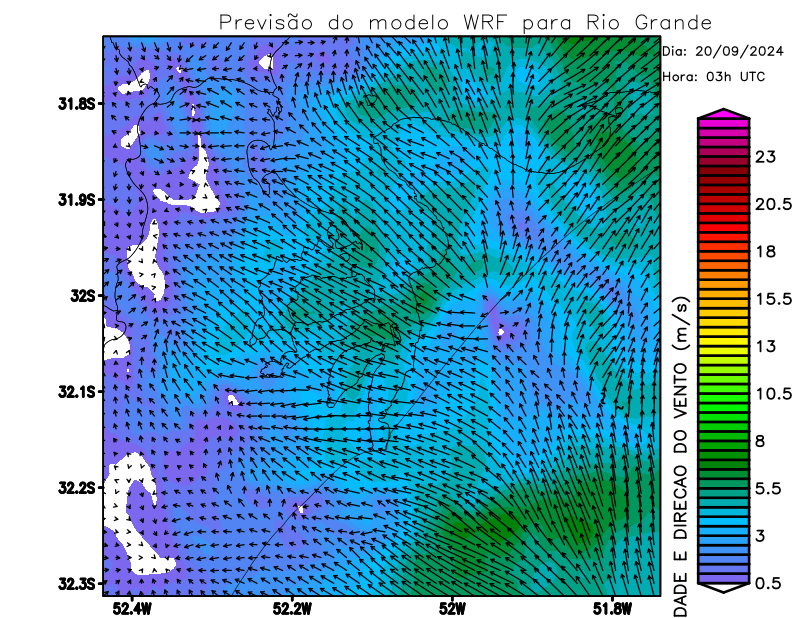 Previsão do modelo WRF para Rio Grande
Dia: 20/09/2024
Hora: 03h UTC
31.8S
31.9S
32S
32.1S
32.2S
32.3S
52.4W
52.2W
52W
51.8W
23
20.5
18
15.5
13
10.5
8
5.5
3
0.5
DADE E DIRECAO DO VENTO (m/s)